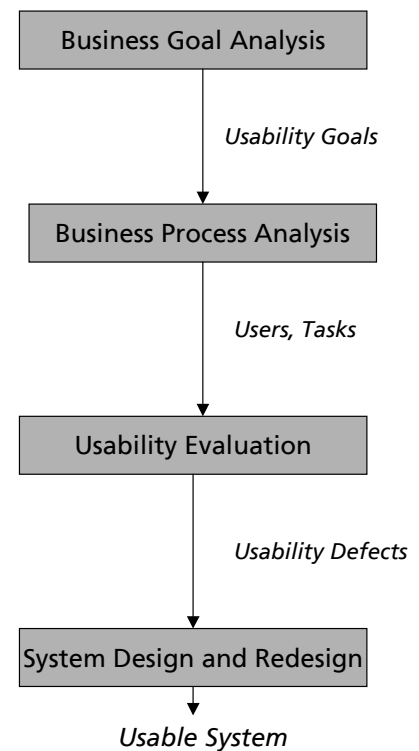 Business Goal Analysis
Usability Goals
Business Process Analysis
Users, Tasks
Usability Evaluation
Usability Defects
System Design and Redesign
Usable System